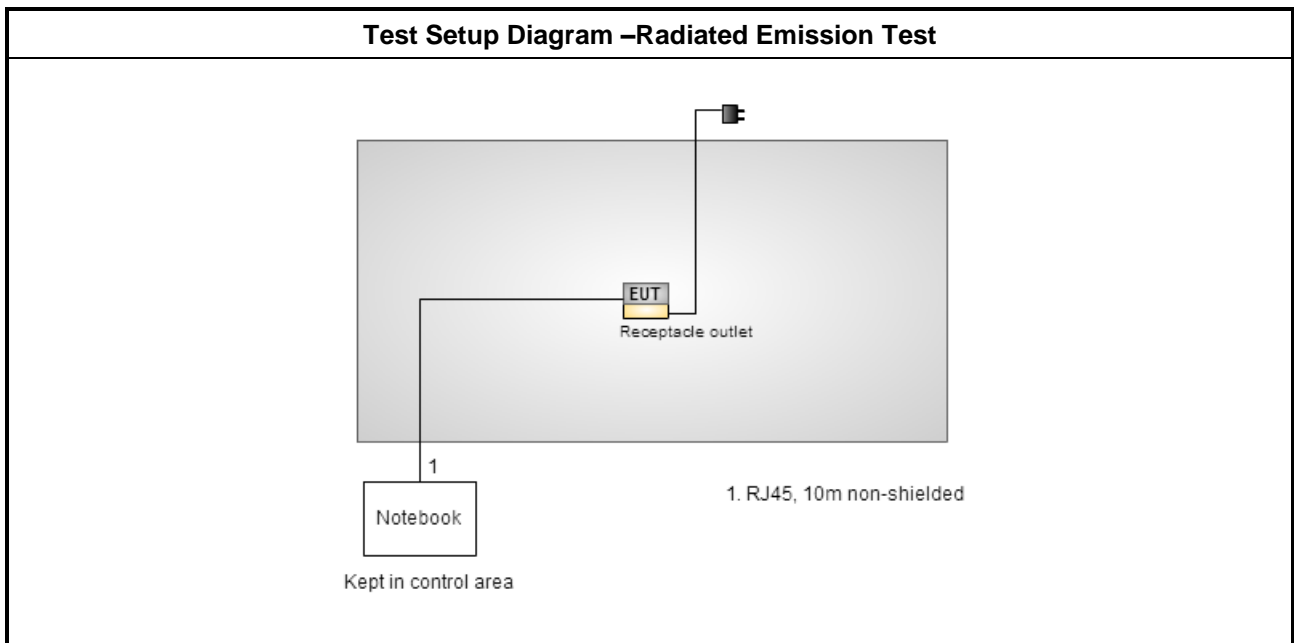 Test Setup Diagram –Radiated Emission Test
EUT
Receptacle outlet
1
1. RJ45, 10m non-shielded
Notebook
Kept in control area